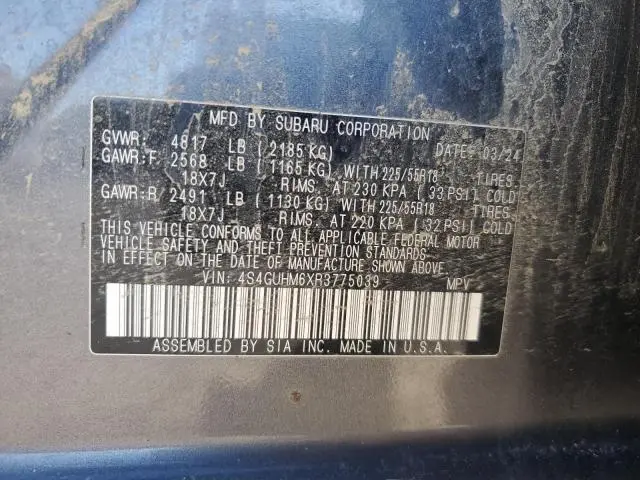 MFD BY SUBARU CORPORATION
GVWR: 4817 LB (2185 KG) DATE: 03/24
GAWR:F. 2568 LB (1165 KG) WITH 225/55R18 TIRES
18X7J RIMS. AT 230 KPA (33 PSI) COLD
GAWR:R. 2491 LB (1130 KG) WITH 225/55R18 TIRES
18X7J RIMS. AT 220 KPA (32 PSI) COLD
THIS VEHICLE CONFORMS TO ALL APPLICABLE FEDERAL MOTOR
VEHICLE SAFETY AND THEFT PREVENTION STANDARDS
IN EFFECT ON THE DATE OF MANUFACTURE SHOWN ABOVE.
VIN: 4S4GUHM6XR3775039 MPV
ASSEMBLED BY SIA INC. MADE IN U.S.A.